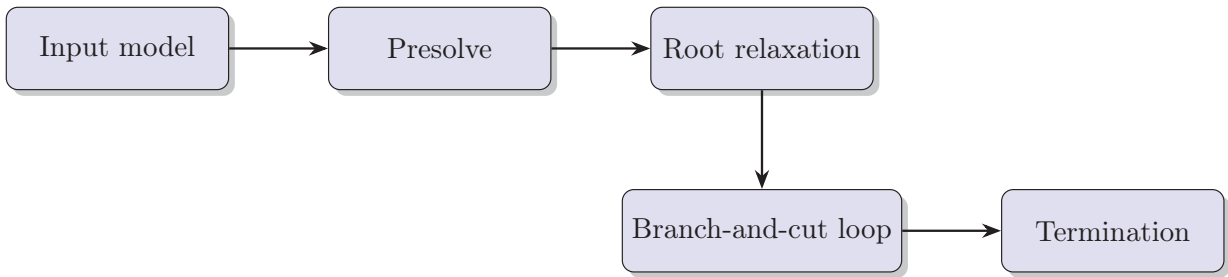 Input model
Presolve
Root relaxation
Branch-and-cut loop
Termination